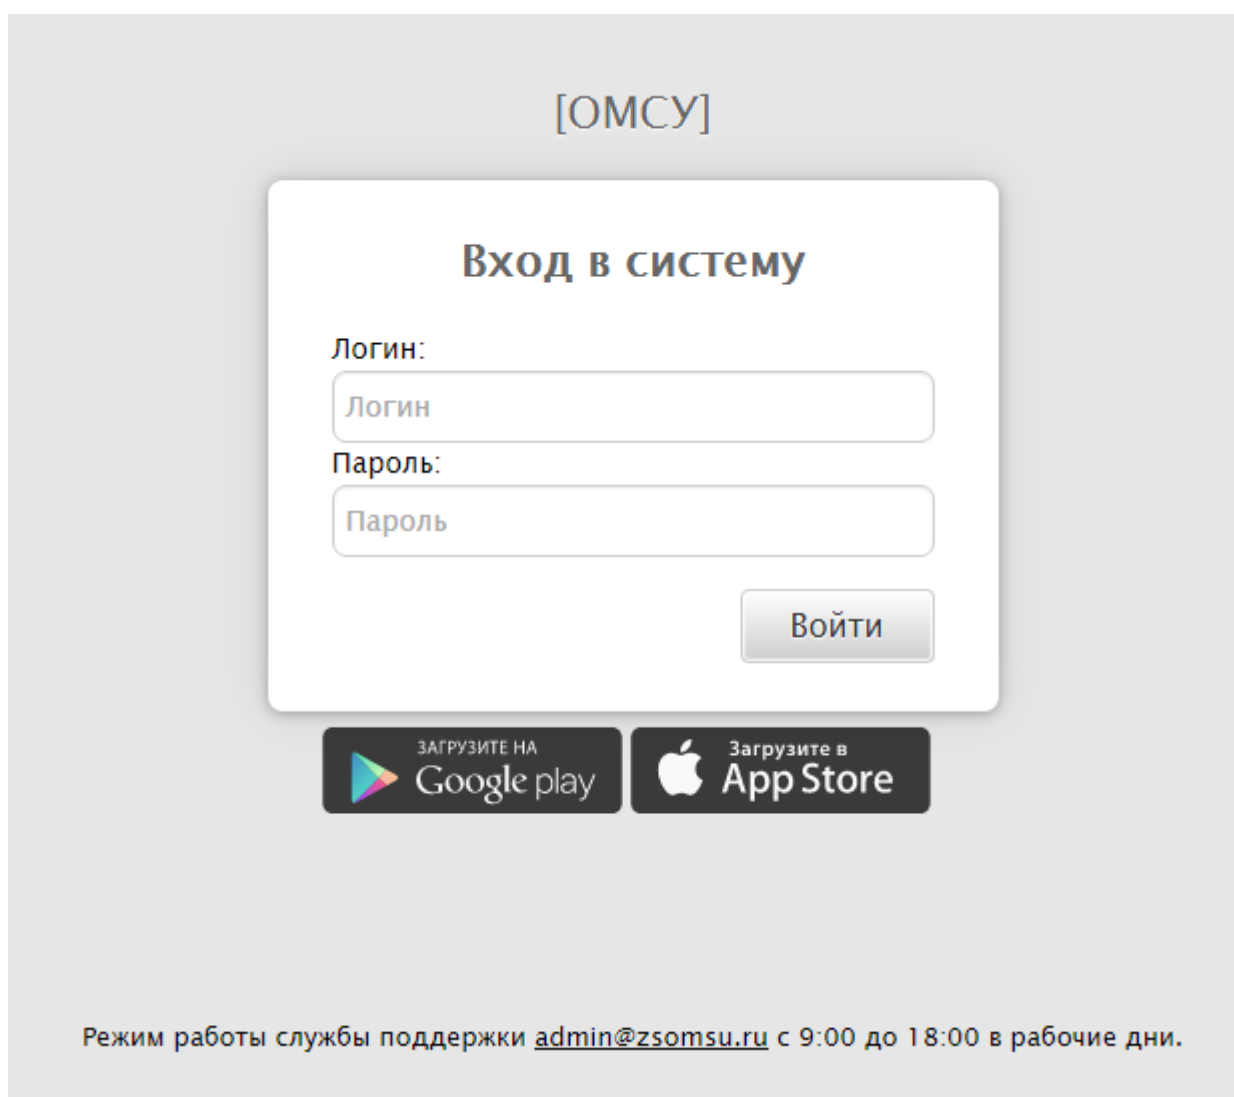 [ОМСУ]
Вход в систему
Логин:
Логин
Пароль:
Пароль
Войти
ЗАГРУЗИТЕ НА
Google play
Загрузите в
App Store
Режим работы службы поддержки admin@zsomsu.ru с 9:00 до 18:00 в рабочие дни.